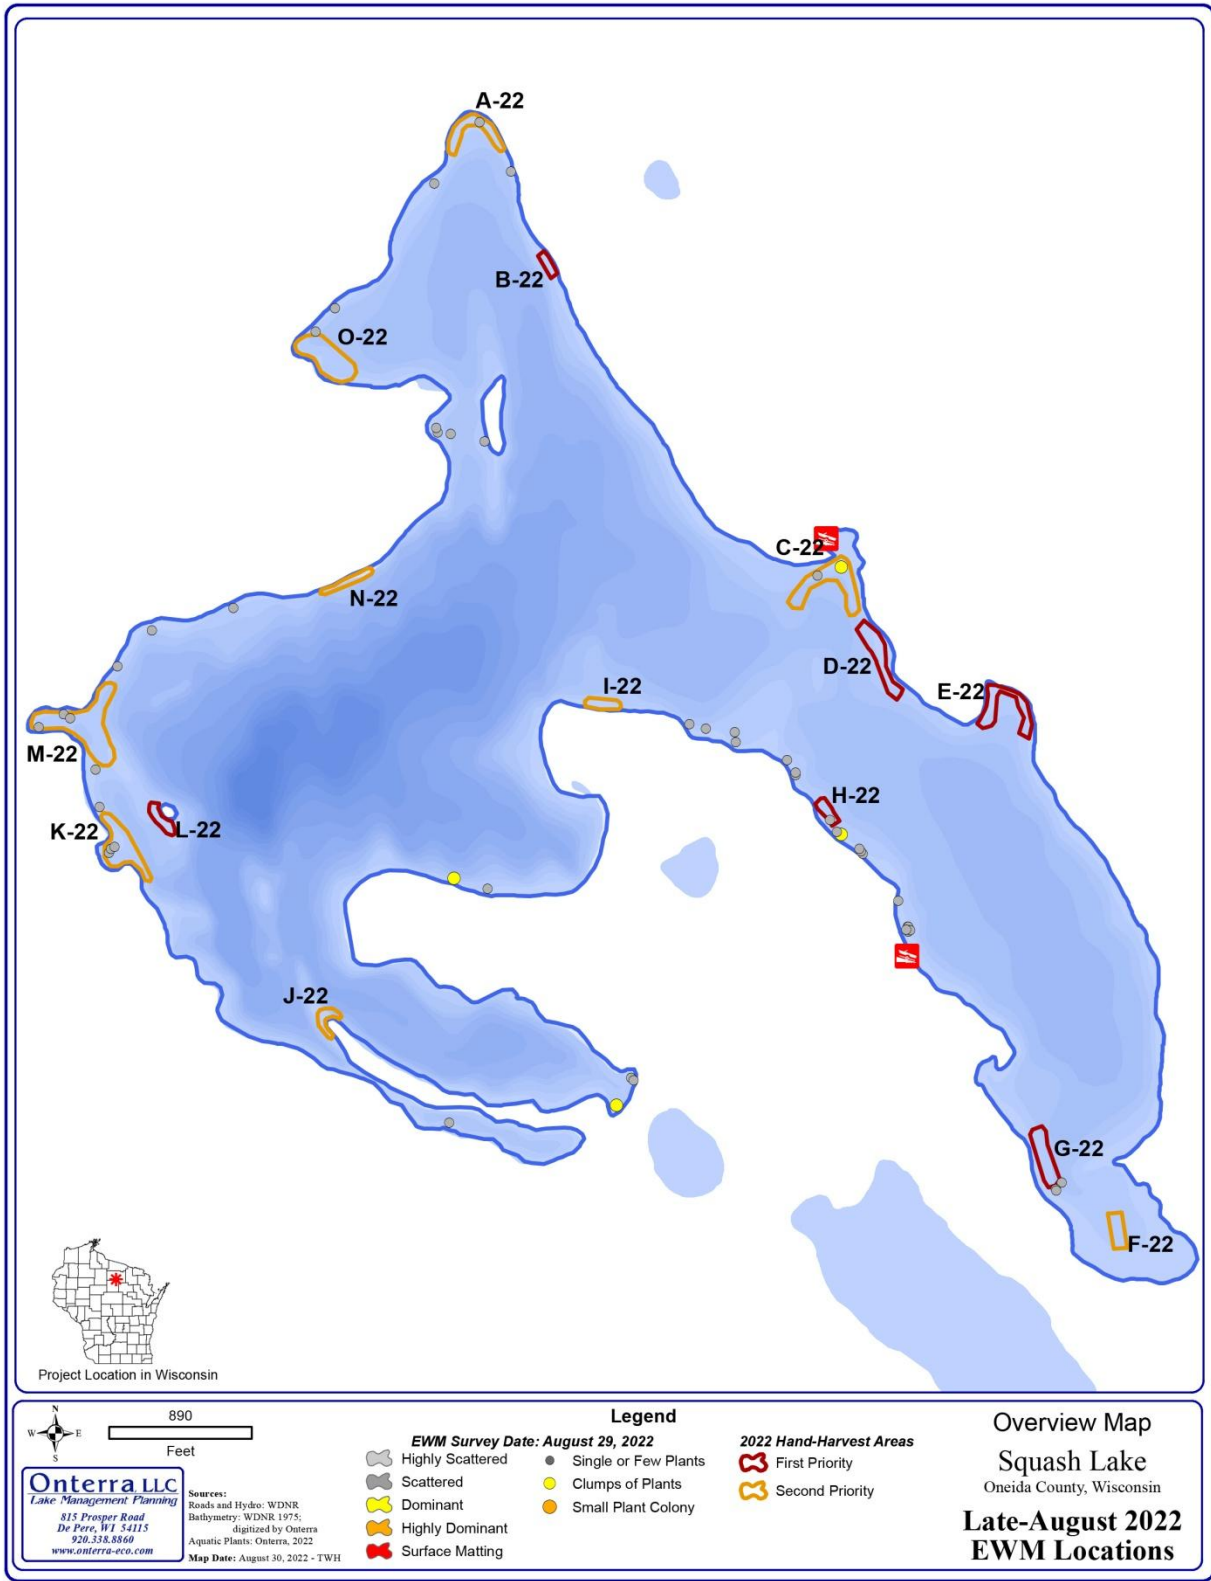 A-22
B-22
O-22
C-22
N-22
D-22
I-22
E-22
M-22
H-22
K-22
L-22
J-22
G-22
F-22
Project Location in Wisconsin
N
W
E
S
890
Feet
Onterra, LLC
Lake Management Planning
815 Prosper Road
De Pere, WI 54115
920.338.8860
www.onterra-eco.com
Sources:
Roads and Hydro: WDNR
Bathymetry: WDNR 1975;
digitized by Onterra
Aquatic Plants: Onterra, 2022
Map Date: August 30, 2022 - TWH
Legend
EWM Survey Date: August 29, 2022
Highly Scattered
Scattered
Dominant
Highly Dominant
Surface Matting
Single or Few Plants
Clumps of Plants
Small Plant Colony
2022 Hand-Harvest Areas
First Priority
Second Priority
Overview Map
Squash Lake
Oneida County, Wisconsin
Late-August 2022
EWM Locations